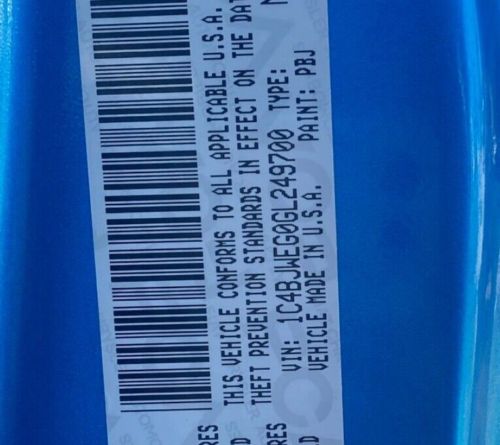 THIS VEHICLE CONFORMS TO ALL APPLICABLE U.S.A.
THEFT PREVENTION STANDARDS IN EFFECT ON THE DAT
VIN: 1C4BJWEG0GL249700 TYPE:
VEHICLE MADE IN U.S.A. PAINT: PBJ